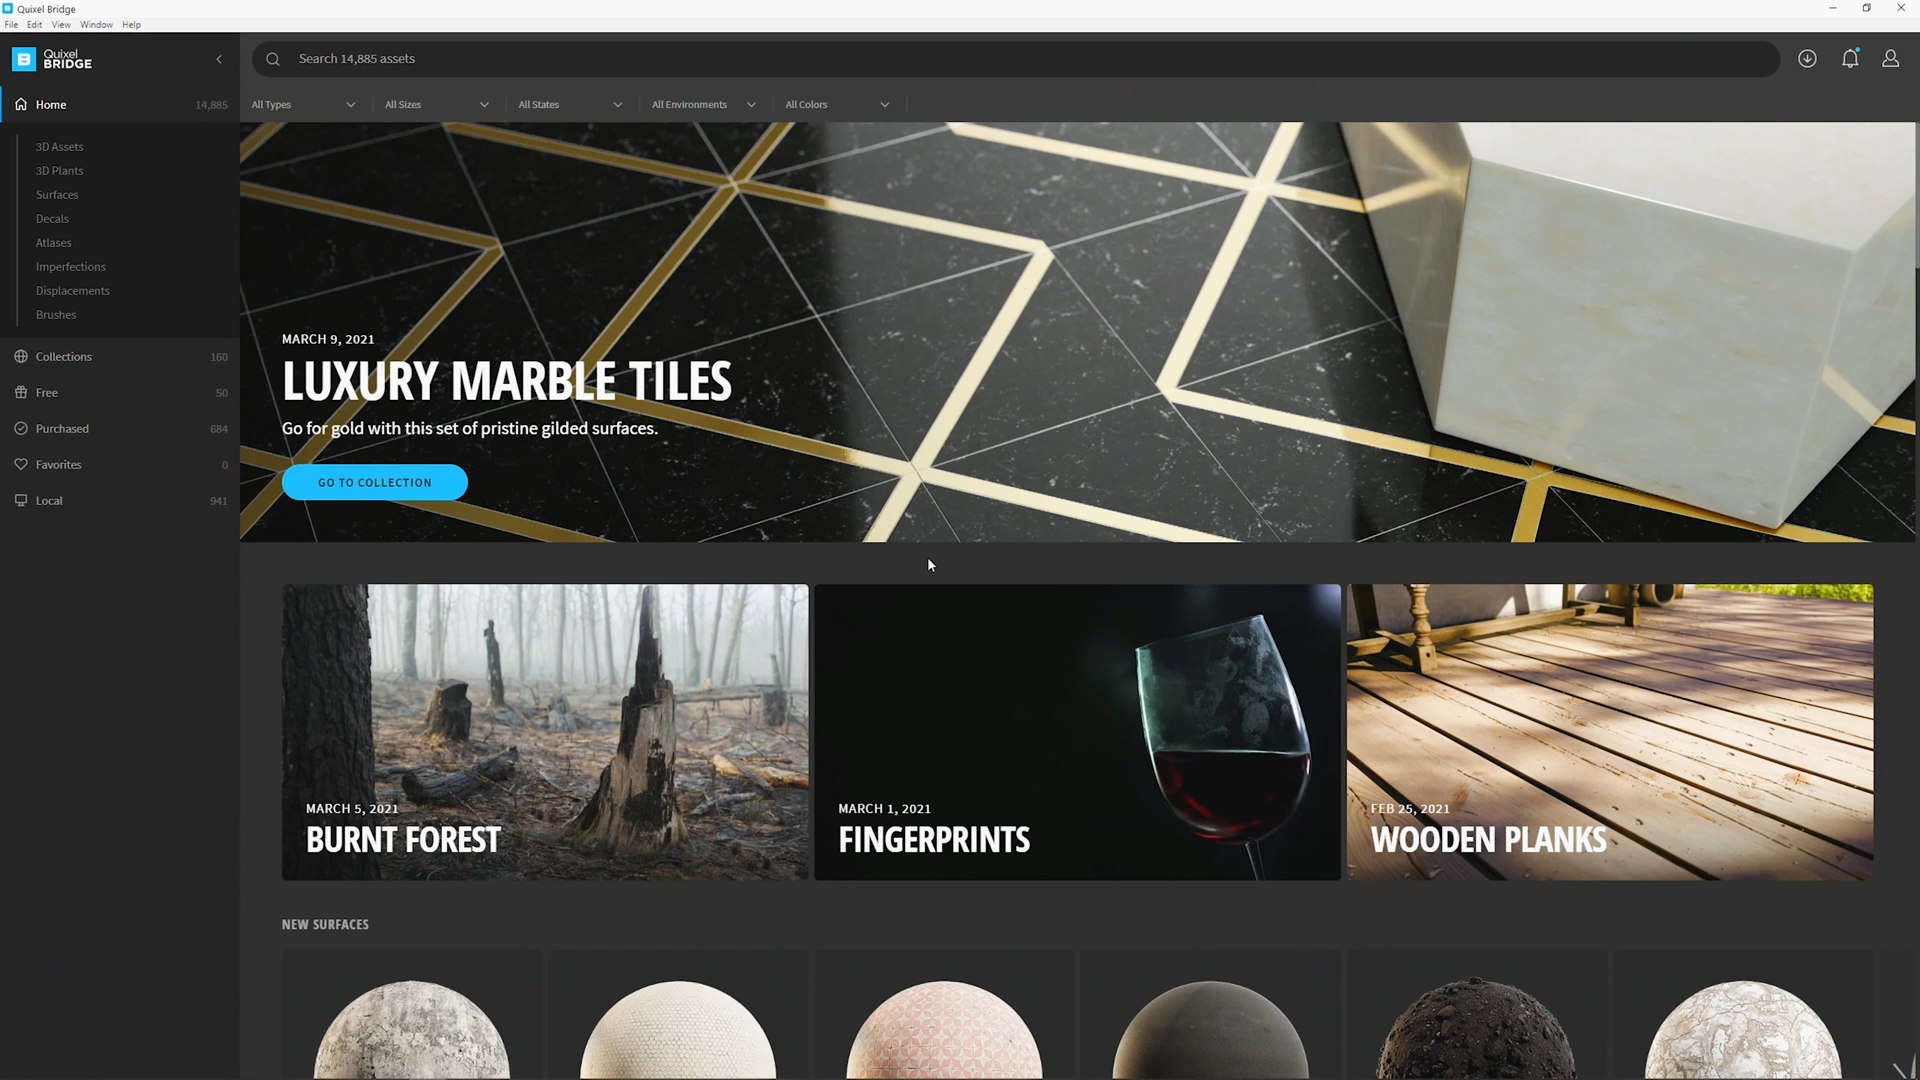 Quixel Bridge
File Edit View Window Help
Quixel
BRIDGE
Search 14,885 assets
Home 14,885
All Types All Sizes All States All Environments All Colors
3D Assets
3D Plants
Surfaces
Decals
Atlases
Imperfections
Displacements
Brushes
Collections 160
Free 50
Purchased 684
Favorites 0
Local 941
MARCH 9, 2021
LUXURY MARBLE TILES
Go for gold with this set of pristine gilded surfaces.
GO TO COLLECTION
MARCH 5, 2021
BURNT FOREST
MARCH 1, 2021
FINGERPRINTS
FEB 25, 2021
WOODEN PLANKS
NEW SURFACES